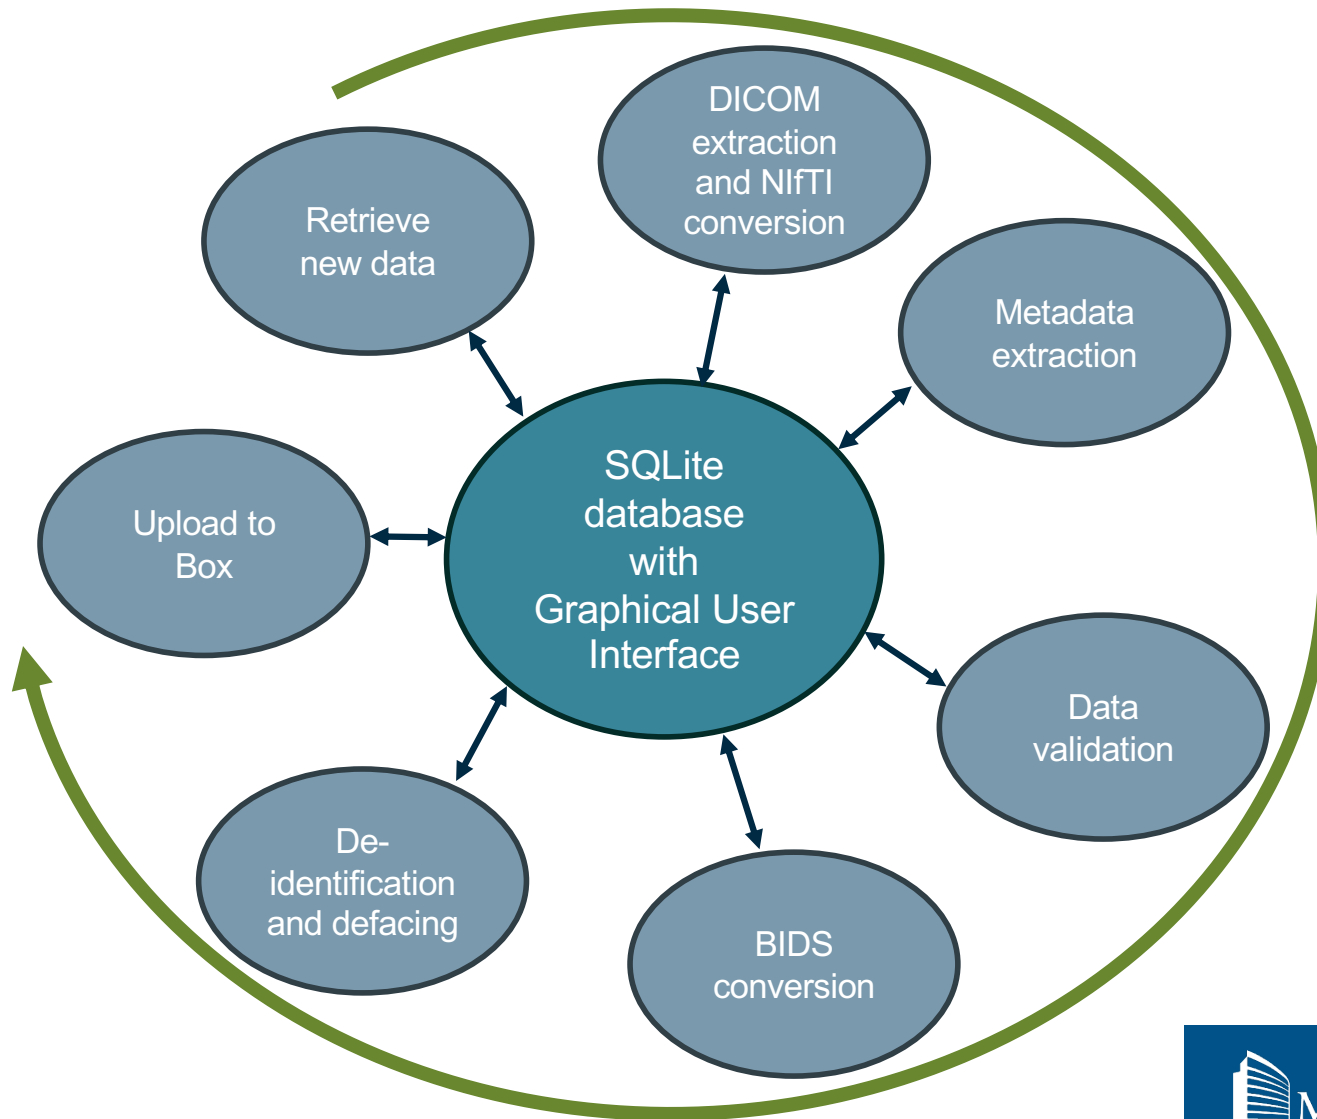 DICOM
extraction
and NIfTI
conversion
Retrieve
new data
Metadata
extraction
SQLite
database
with
Graphical User
Interface
Upload to
Box
Data
validation
De-
identification
and defacing
BIDS
conversion
M